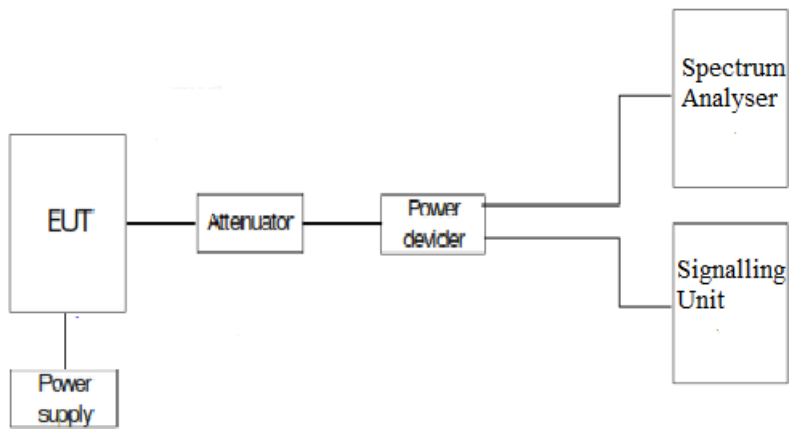 Spectrum
Analyser
EUT
Attenuator
Power
devider
Signalling
Unit
Power
supply